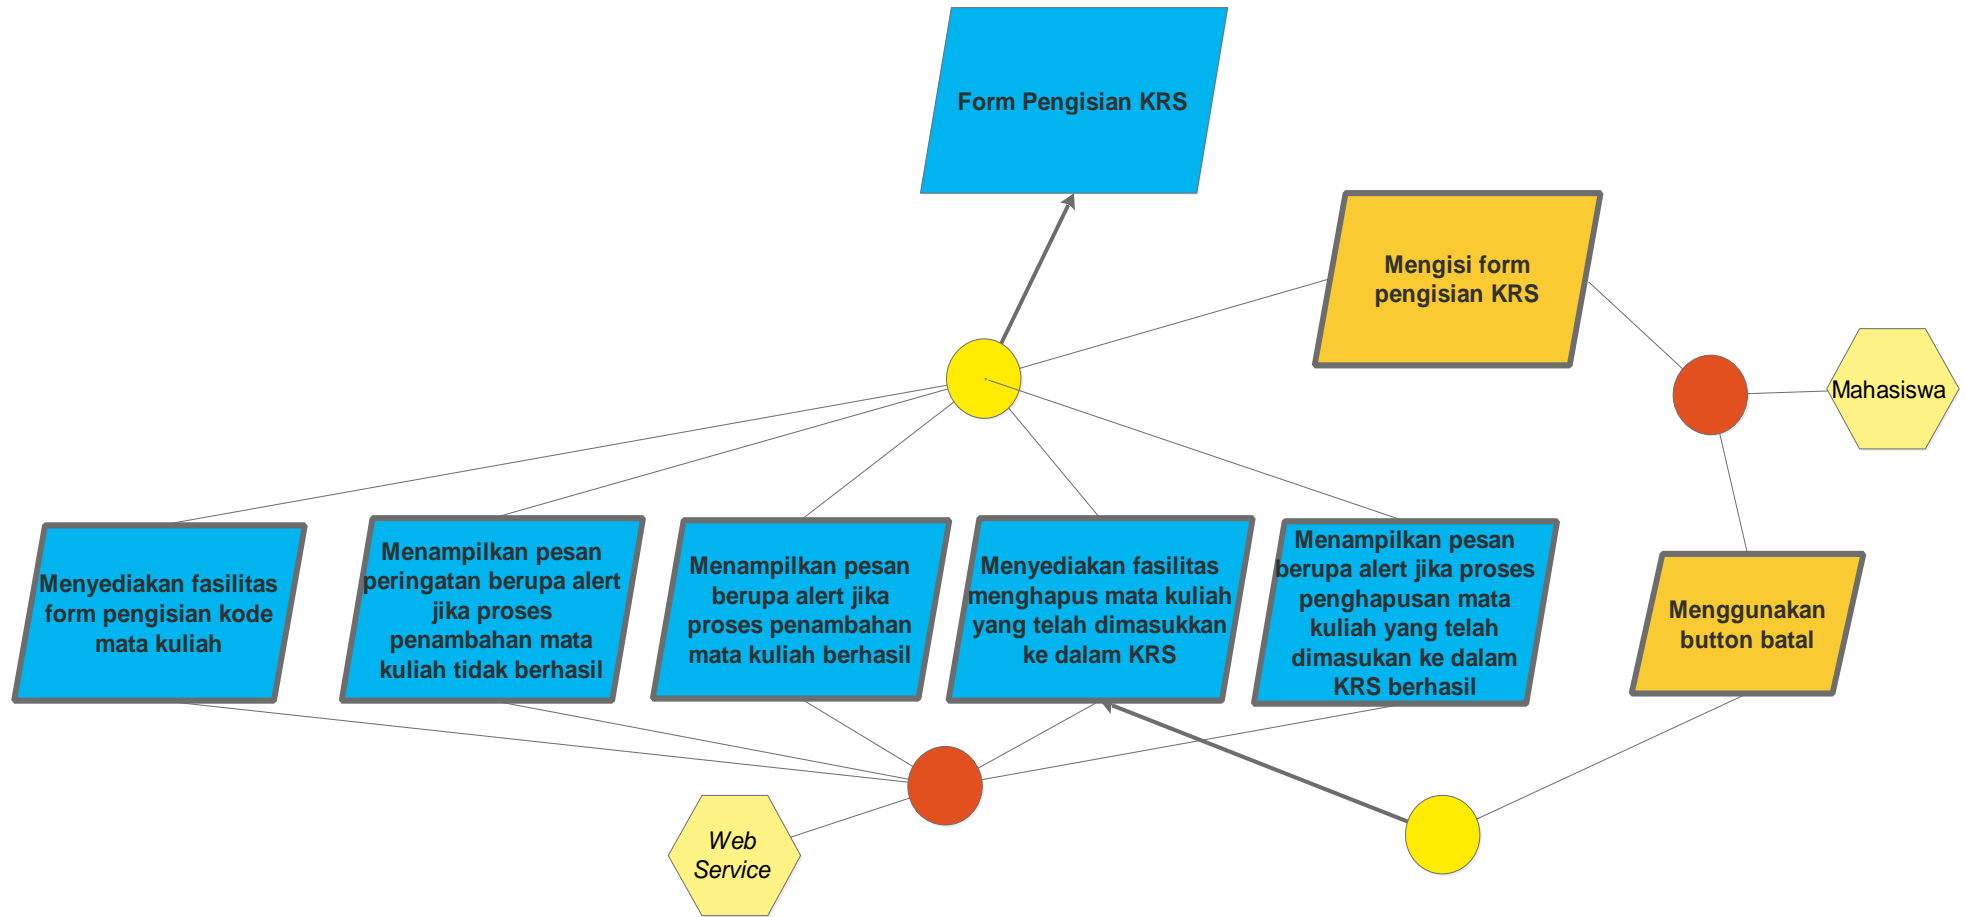 Form Pengisian KRS
Mengisi form
pengisian KRS
Mahasiswa
Menyediakan fasilitas
form pengisian kode
mata kuliah
Menampilkan pesan
peringatan berupa alert
jika proses
penambahan mata
kuliah tidak berhasil
Menampilkan pesan
berupa alert jika
proses penambahan
mata kuliah berhasil
Menyediakan fasilitas
menghapus mata kuliah
yang telah dimasukkan
ke dalam KRS
Menampilkan pesan
berupa alert jika proses
penghapusan mata
kuliah yang telah
dimasukan ke dalam
KRS berhasil
Menggunakan
button batal
Web
Service